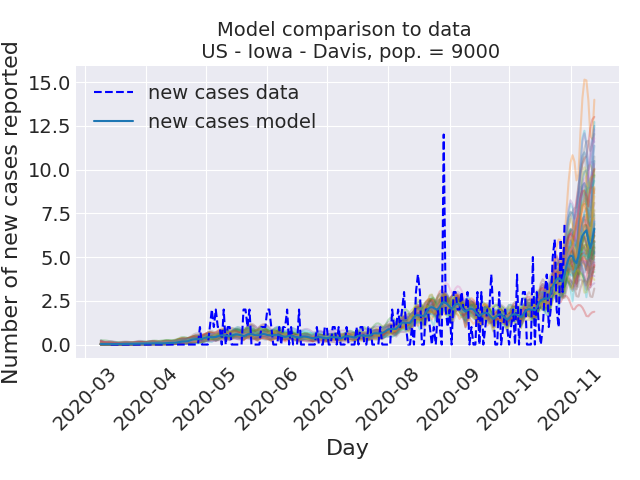 Model comparison to data
US - Iowa - Davis, pop. = 9000
new cases data
new cases model
Number of new cases reported
15.0
12.5
10.0
7.5
5.0
2.5
0.0
2020-03
2020-04
2020-05
2020-06
2020-07
2020-08
2020-09
2020-10
2020-11
Day